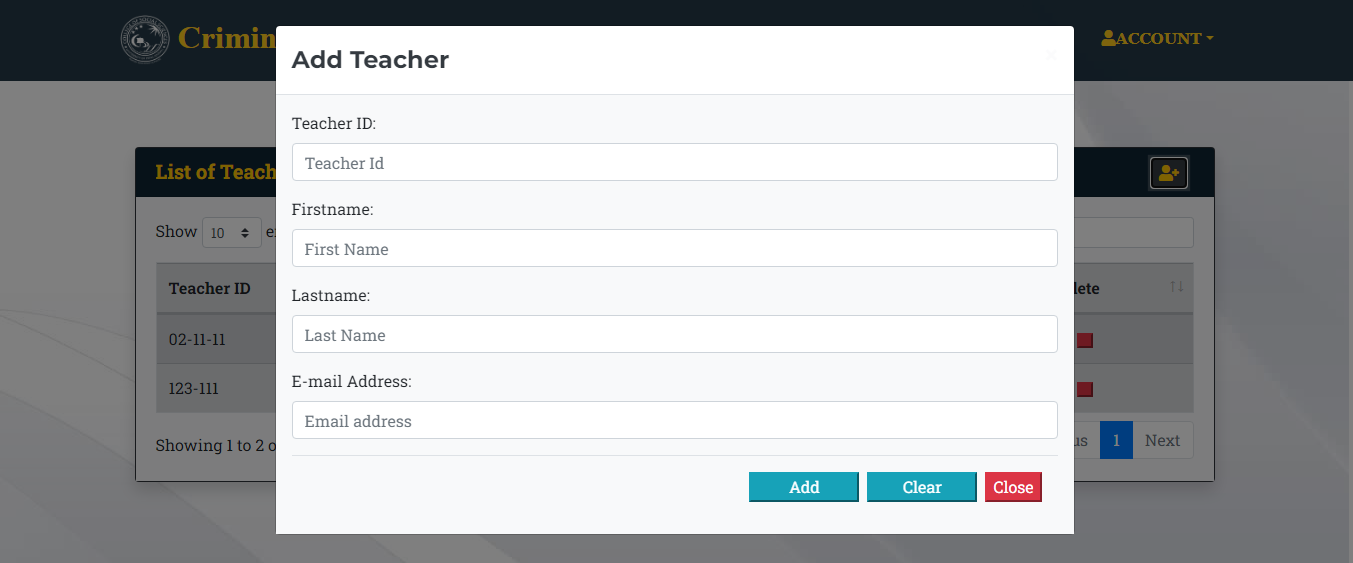 Crimin
ACCOUNT
Add Teacher
Teacher ID:
Teacher Id
List of Teach
Firstname:
Show 10 e
First Name
Lastname:
Teacher ID
lete
Last Name
02-11-11
E-mail Address:
123-111
Email address
Showing 1 to 2 o
us 1 Next
Add Clear Close